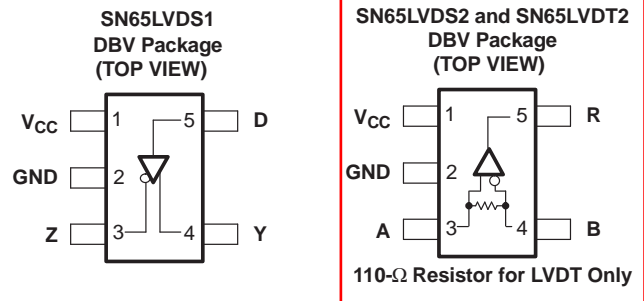 SN65LVDS1
DBV Package
(TOP VIEW)
VCC 1 5 D
GND 2
Z 3 4 Y
SN65LVDS2 and SN65LVDT2
DBV Package
(TOP VIEW)
VCC 1 5 R
GND 2
A 3 4 B
110-Ω Resistor for LVDT Only